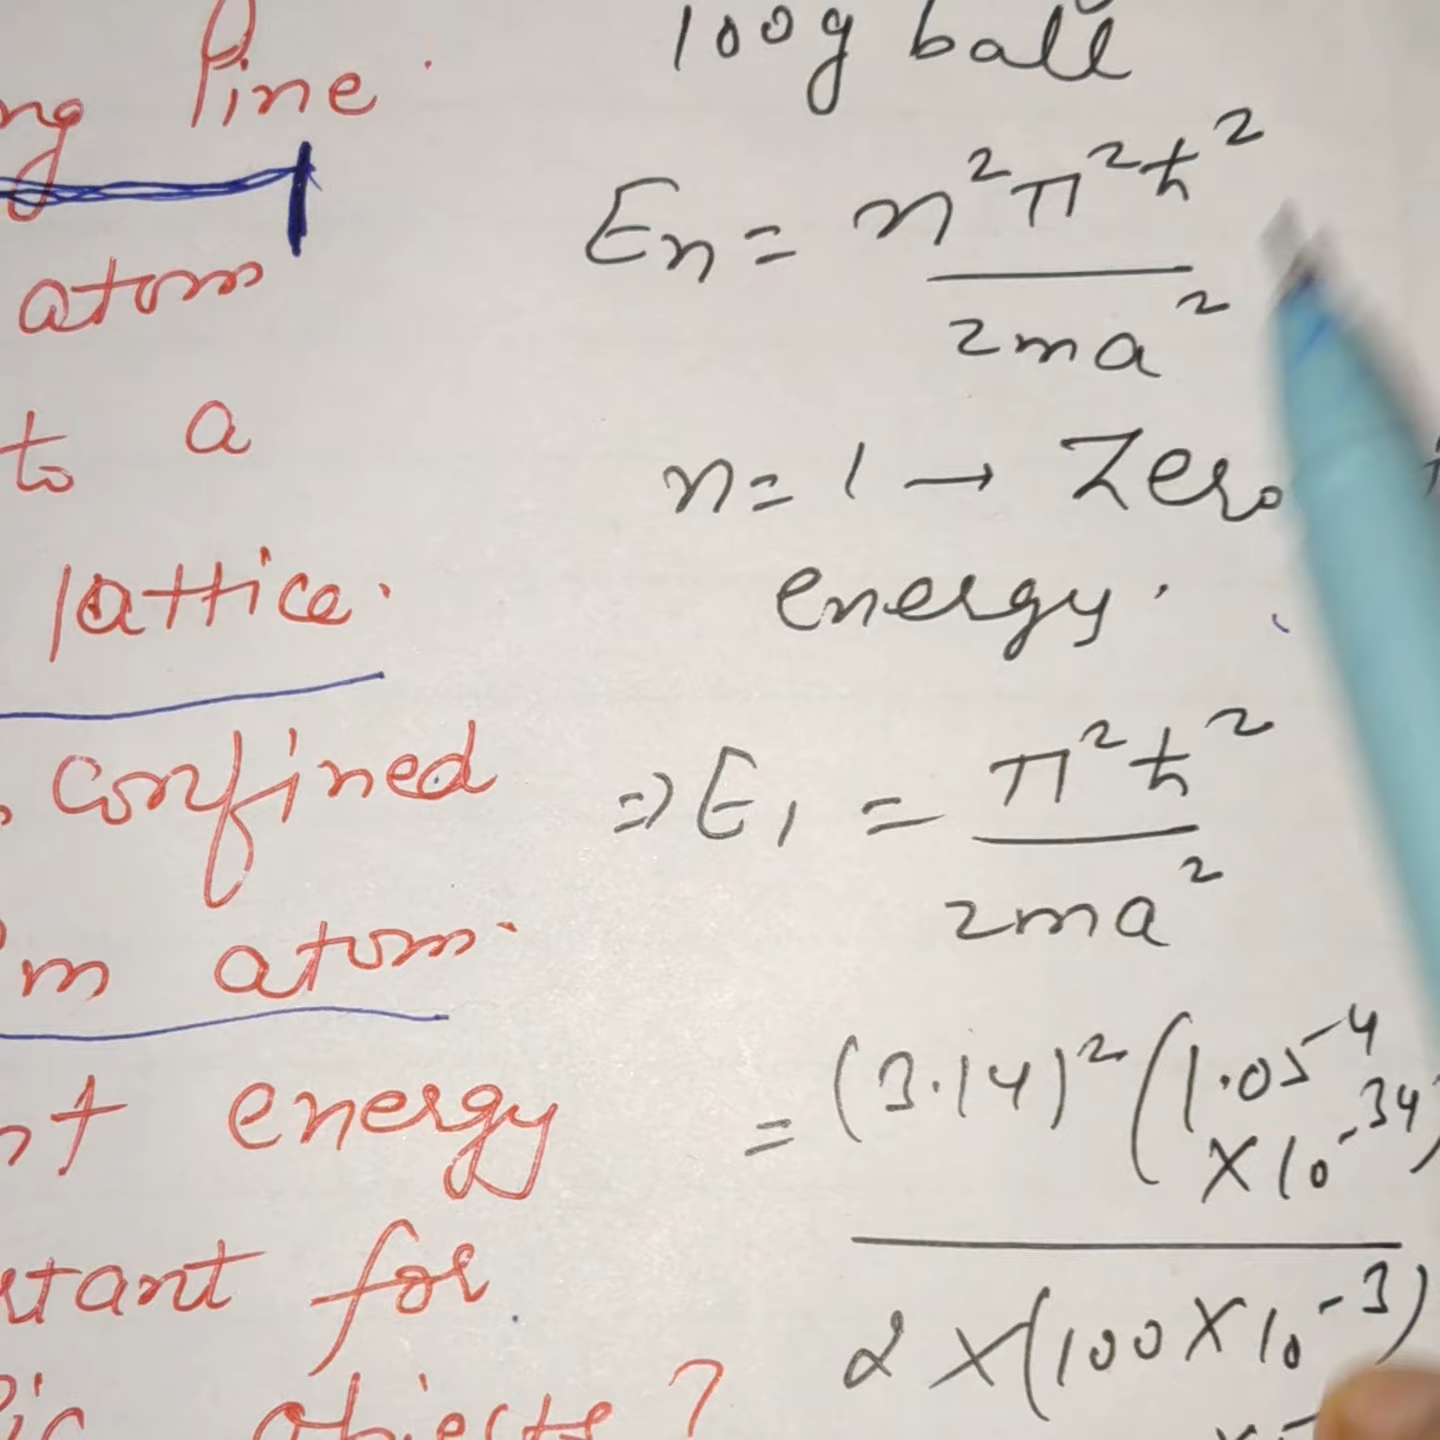 line.
atom
to a
lattice.
confined
m atom.
energy
for
objects?
100g ball
En = n²π²ħ²
2ma²
n = 1 → Zero
energy.
⇒ E₁ = π²ħ²
2ma²
= (3.14)² (1.05
×10⁻³⁴)
2 × (100 × 10⁻³)